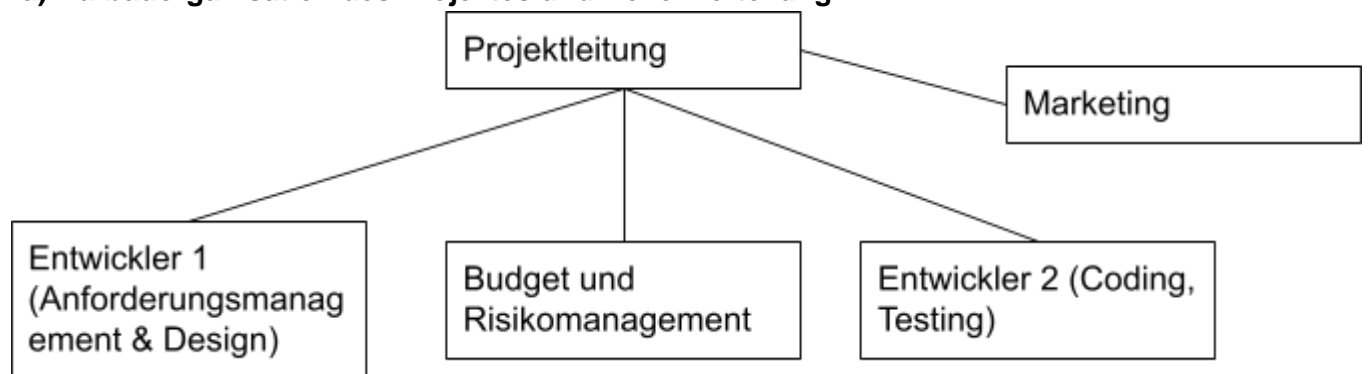 Projektleitung
Marketing
Entwickler 1
(Anforderungsmanag
ement & Design)
Budget und
Risikomanagement
Entwickler 2 (Coding,
Testing)